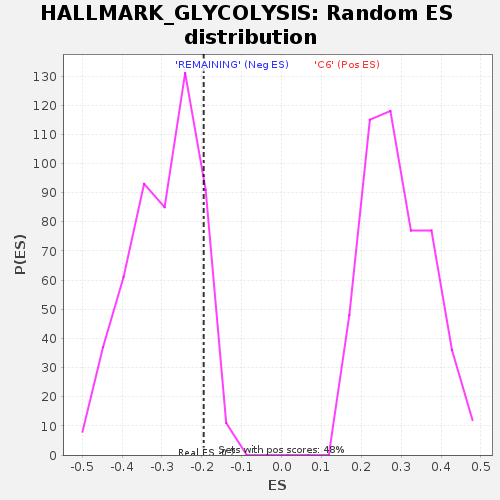 HALLMARK_GLYCOLYSIS: Random ES
distribution
'REMAINING' (Neg ES) 'C6' (Pos ES)
130
120
110
100
90
80
70
60
50
40
30
20
10
0
P(ES)
Real ES Sets with pos scores: 48%
-0.5 -0.4 -0.3 -0.2 -0.1 0.0 0.1 0.2 0.3 0.4 0.5
ES